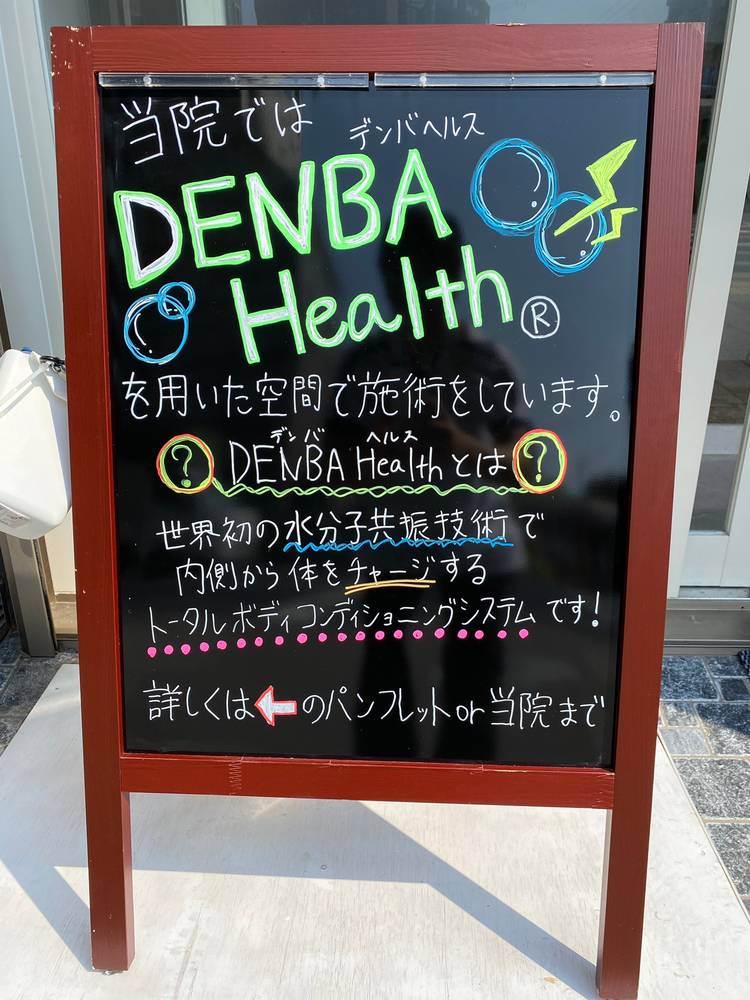 当院では
デンバヘルス
DENBA
Health®
を用いた空間で施術をしています。
デンバ ヘルス
? DENBA Healthとは ?
世界初の水分子共振技術で
内側から体をチャージする
トータルボディコンディショニングシステムです!
詳しくは←のパンフレットor当院まで